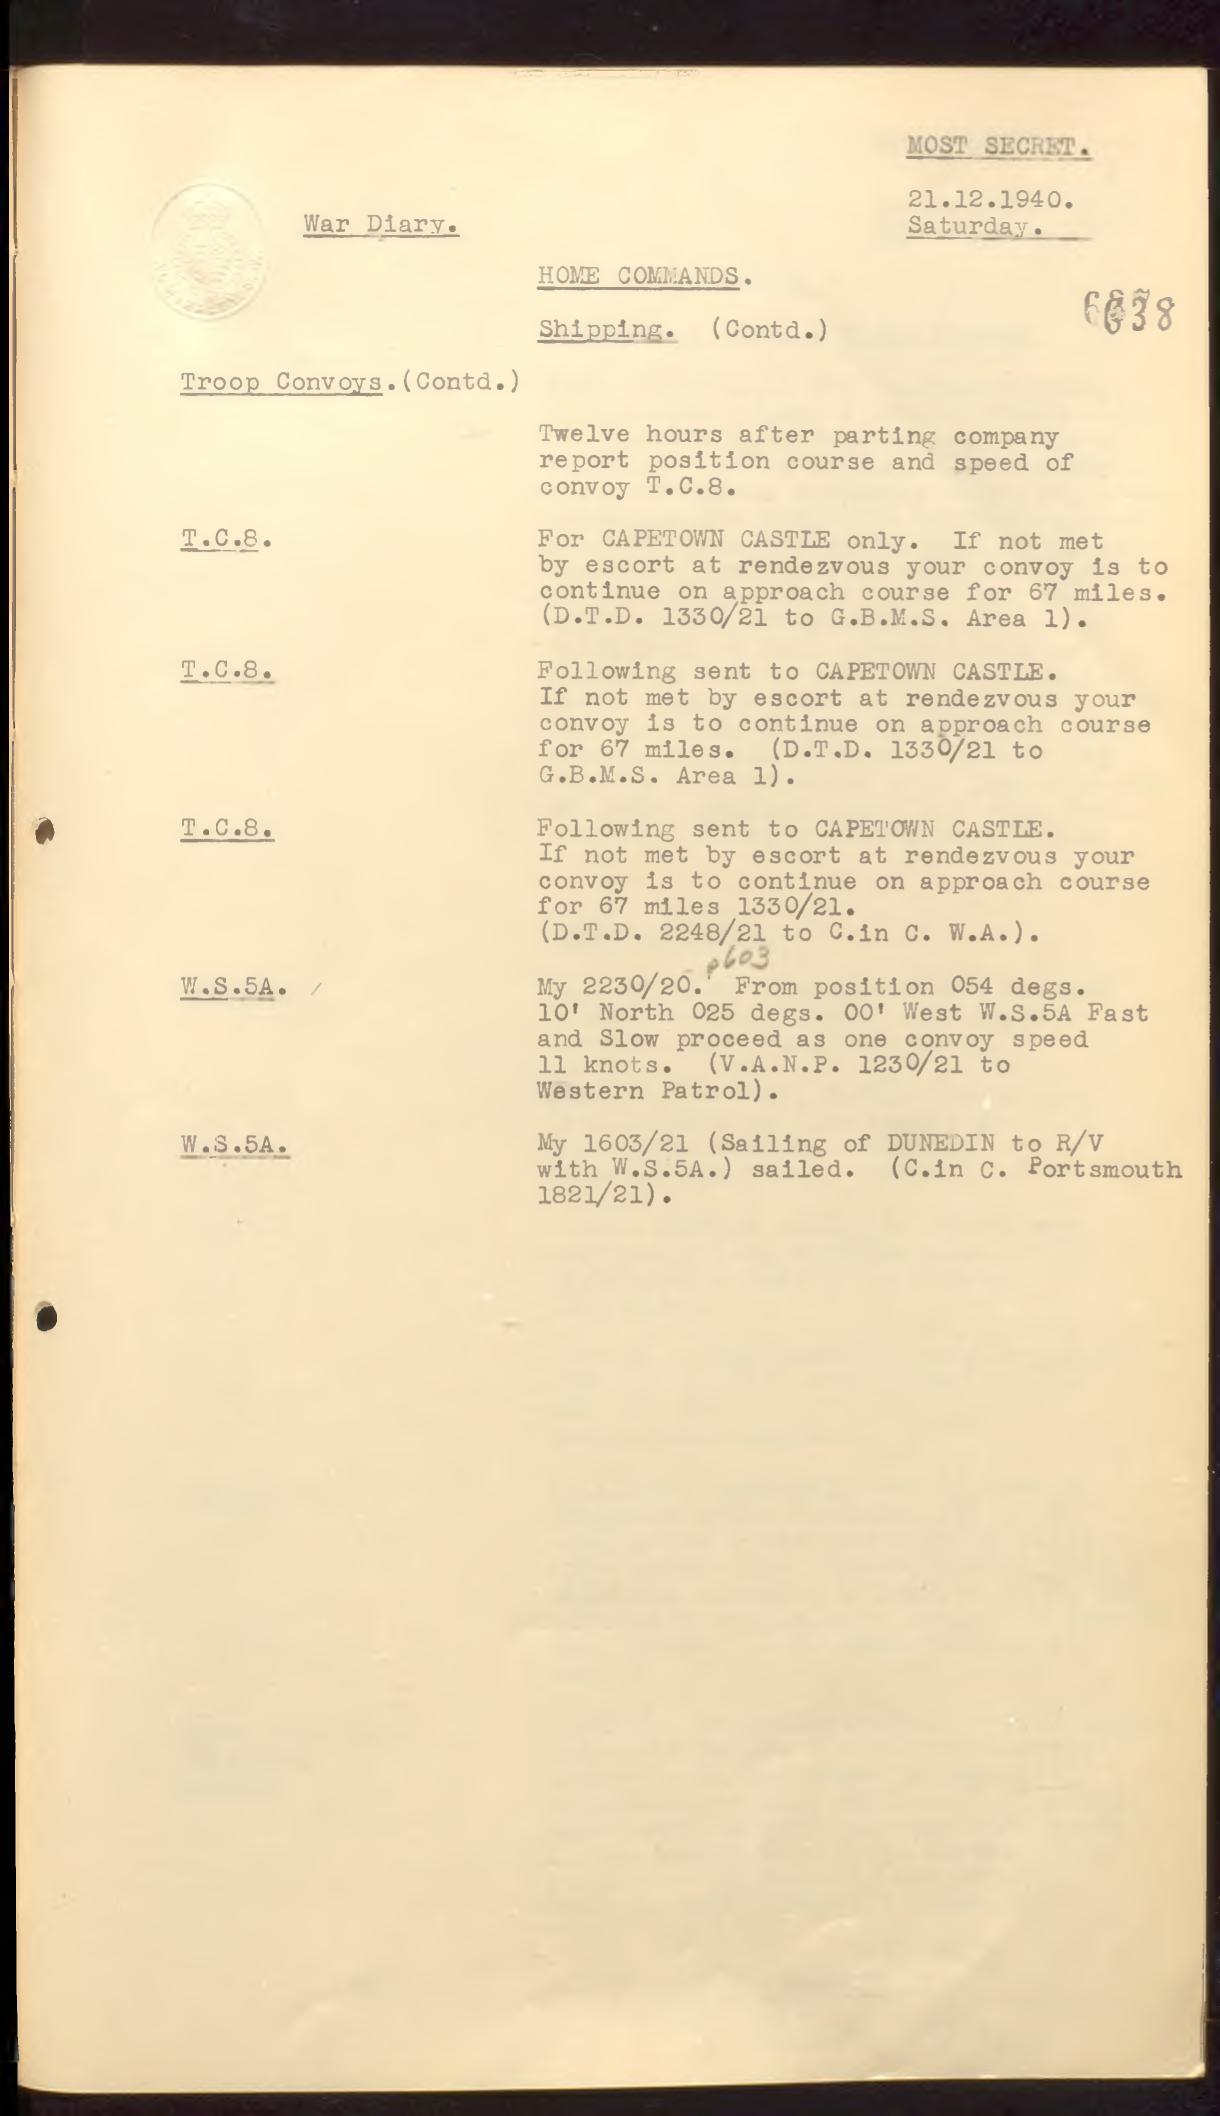 MOST SECRET.
21.12.1940.
War Diary.
Saturday.
HOME COMMANDS.
Shipping. (Contd.)
Troop Convoys.(Contd.)
Twelve hours after parting company
report position course and speed of
convoy T.C.8.
T.C.8. For CAPETOWN CASTLE only. If not met
by escort at rendezvous your convoy is to
continue on approach course for 67 miles.
(D.T.D. 1330/21 to G.B.M.S. Area 1).
T.C.8. Following sent to CAPETOWN CASTLE.
If not met by escort at rendezvous your
convoy is to continue on approach course
for 67 miles. (D.T.D. 1330/21 to
G.B.M.S. Area 1).
T.C.8. Following sent to CAPETOWN CASTLE.
If not met by escort at rendezvous your
convoy is to continue on approach course
for 67 miles 1330/21.
(D.T.D. 2248/21 to C.in C. W.A.).
p603
W.S.5A. / My 2230/20. From position 054 degs.
10' North 025 degs. 00' West W.S.5A Fast
and Slow proceed as one convoy speed
11 knots. (V.A.N.P. 1230/21 to
Western Patrol).
W.S.5A. My 1603/21 (Sailing of DUNEDIN to R/V
with W.S.5A.) sailed. (C.in C. Portsmouth
1821/21).